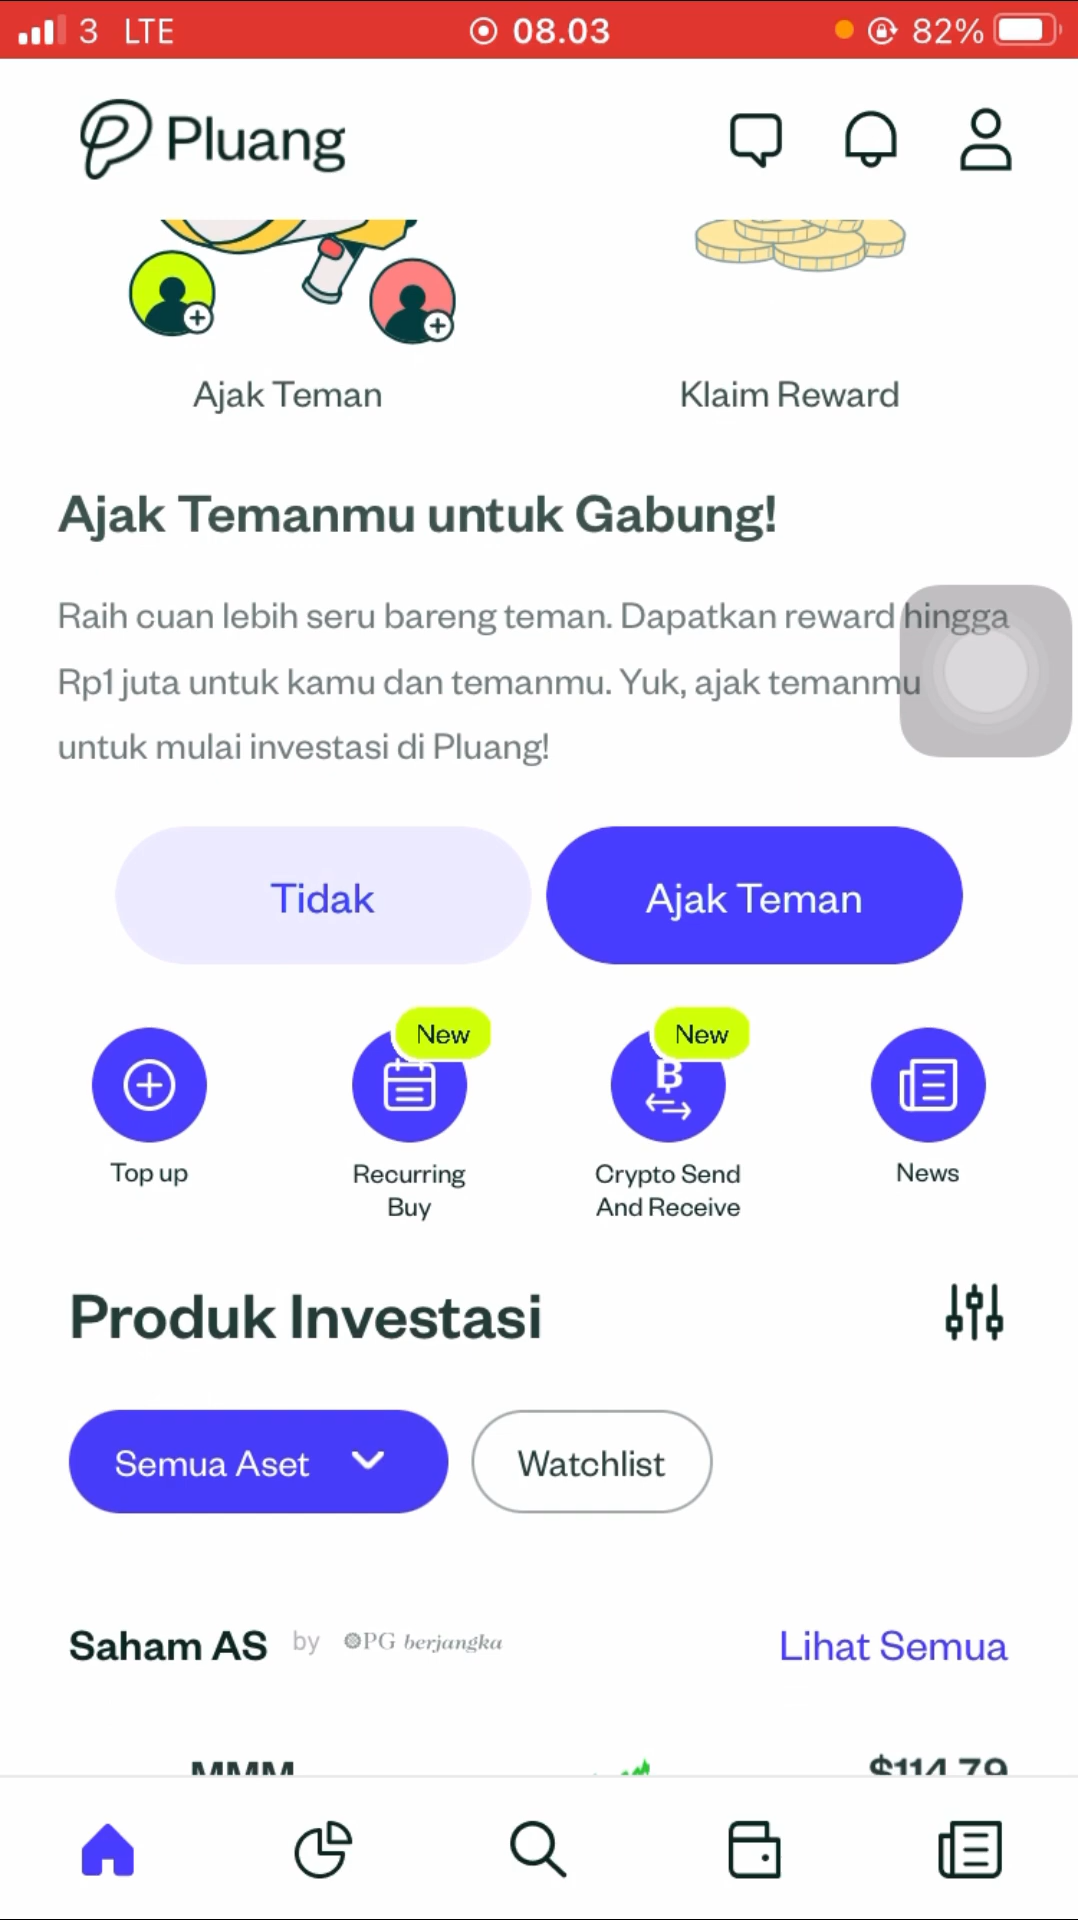 3 LTE 08.03 82%
Pluang
Ajak Teman Klaim Reward
Ajak Temanmu untuk Gabung!
Raih cuan lebih seru bareng teman. Dapatkan reward hingga
Rp1 juta untuk kamu dan temanmu. Yuk, ajak temanmu
untuk mulai investasi di Pluang!
Tidak Ajak Teman
New New
Top up Recurring Buy Crypto Send And Receive News
Produk Investasi
Semua Aset Watchlist
Saham AS by PG berjangka Lihat Semua
MMM $114.79